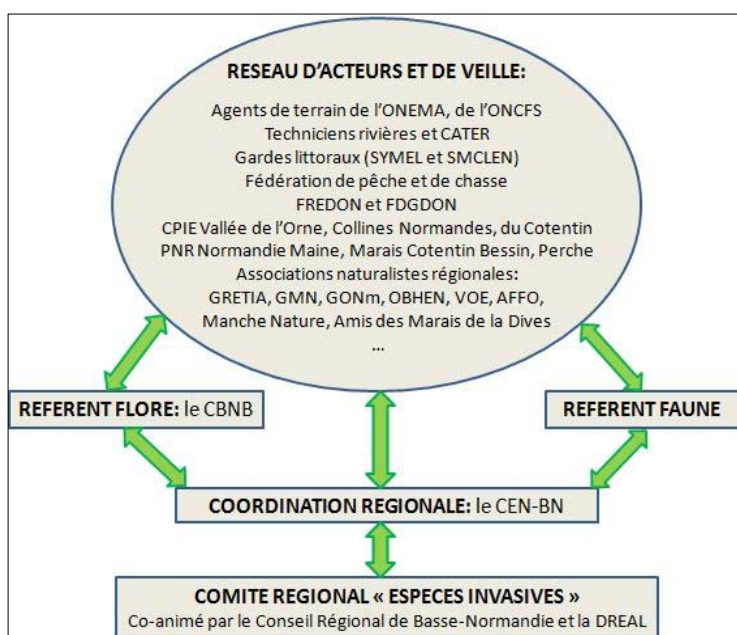 RESEAU D'ACTEURS ET DE VEILLE:
Agents de terrain de l'ONEMA, de l'ONCFS
Techniciens rivières et CATER
Gardes littoraux (SYMEL et SMCLEN)
Fédération de pêche et de chasse
FREDON et FDGDON
CPIE Vallée de l'Orne, Collines Normandes, du Cotentin
PNR Normandie Maine, Marais Cotentin Bessin, Perche
Associations naturalistes régionales:
GRETIA, GMN, GONm, OBHEN, VOE, AFFO,
Manche Nature, Amis des Marais de la Dives
...
REFERENT FLORE: le CBNB
REFERENT FAUNE
COORDINATION REGIONALE: le CEN-BN
COMITE REGIONAL « ESPECES INVASIVES »
Co-animé par le Conseil Régional de Basse-Normandie et la DREAL